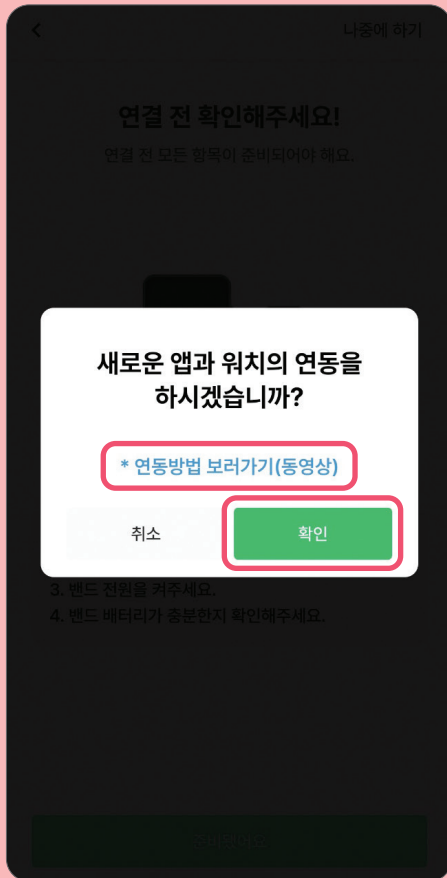 나중에 하기
연결 전 확인해주세요!
연결 전 모든 항목이 준비되어야 해요.
새로운 앱과 워치의 연동을
하시겠습니까?
* 연동방법 보러가기(동영상)
취소
확인
3. 밴드 전원을 켜주세요.
4. 밴드 배터리가 충분한지 확인해주세요.